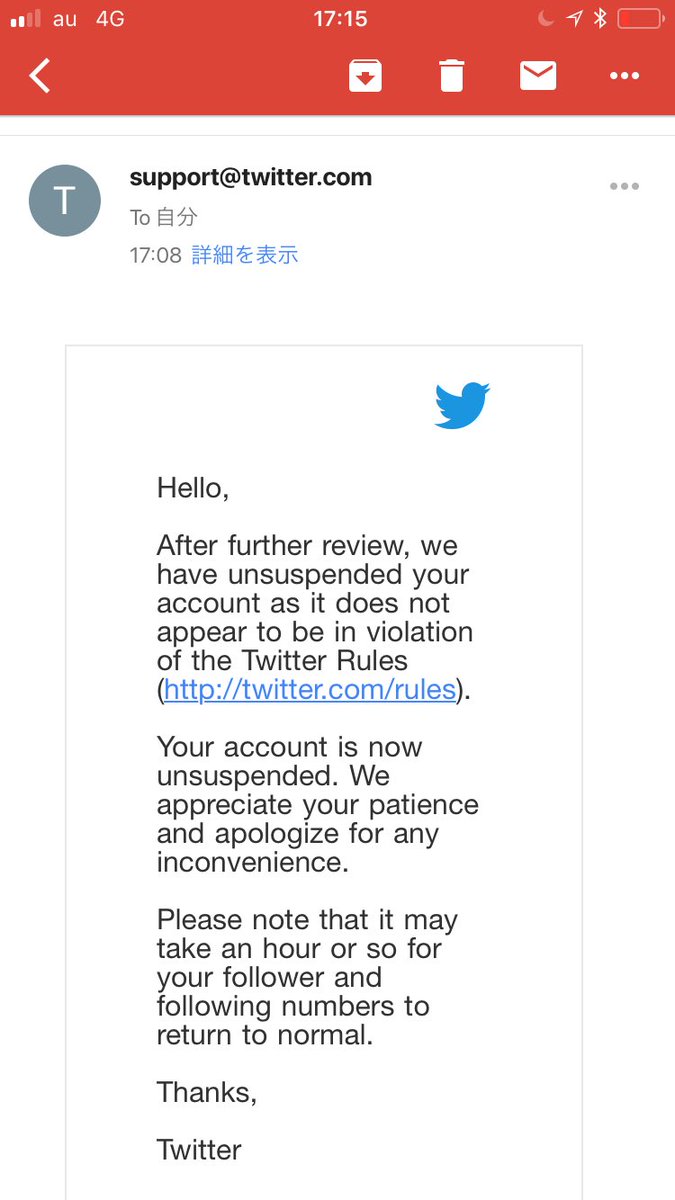 au 4G 17:15
support@twitter.com
T
To 自分
17:08 詳細を表示
Hello,
After further review, we
have unsuspended your
account as it does not
appear to be in violation
of the Twitter Rules
(http://twitter.com/rules).
Your account is now
unsuspended. We
appreciate your patience
and apologize for any
inconvenience.
Please note that it may
take an hour or so for
your follower and
following numbers to
return to normal.
Thanks,
Twitter